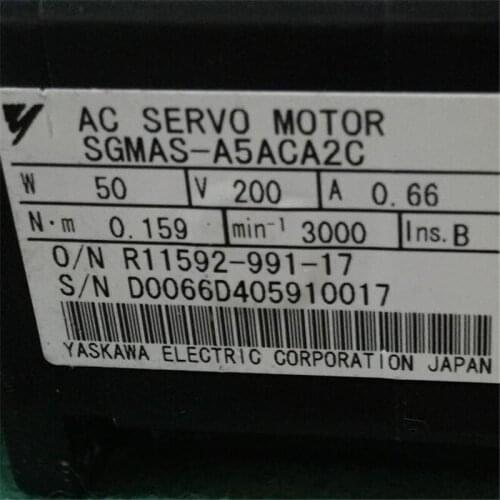 AC SERVO MOTOR
SGMAS-A5ACA2C
W 50 V 200 A 0.66
N·m 0.159 min⁻¹ 3000 Ins. B
O/N R11592-991-17
S/N D0066D405910017
YASKAWA ELECTRIC CORPORATION JAPAN